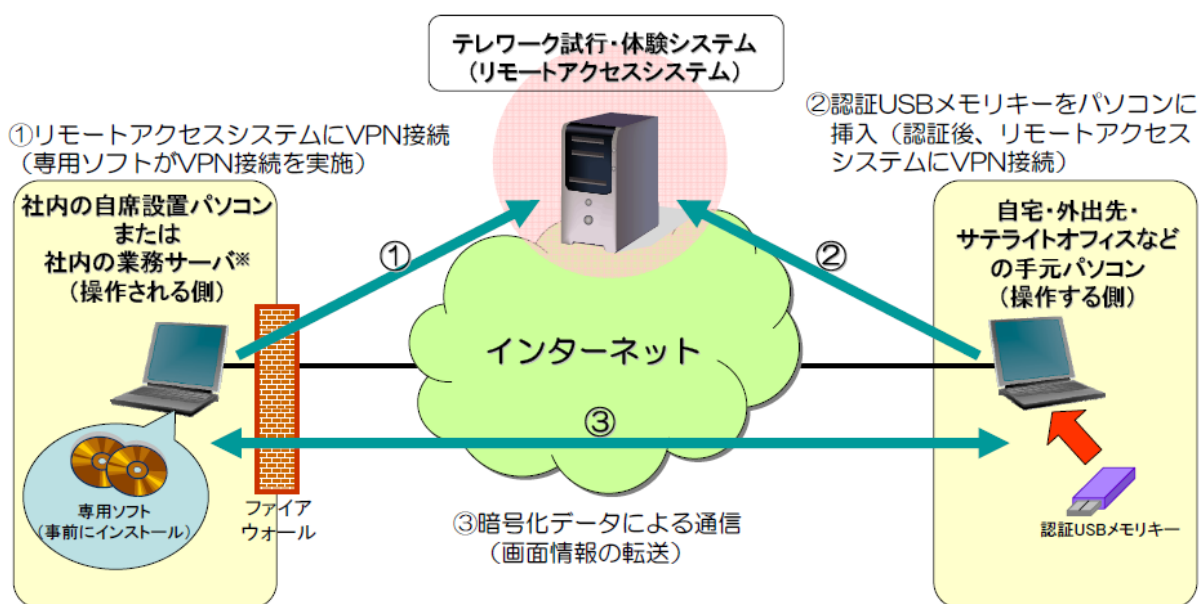 テレワーク試行・体験システム
（リモートアクセスシステム）
①リモートアクセスシステムにVPN接続
（専用ソフトがVPN接続を実施）
②認証USBメモリキーをパソコンに
挿入（認証後、リモートアクセス
システムにVPN接続）
社内の自席設置パソコン
または
社内の業務サーバ※
（操作される側）
自宅・外出先・
サテライトオフィスなど
の手元パソコン
（操作する側）
①
②
インターネット
③
専用ソフト
（事前にインストール）
ファイア
ウォール
③暗号化データによる通信
（画面情報の転送）
認証USBメモリキー